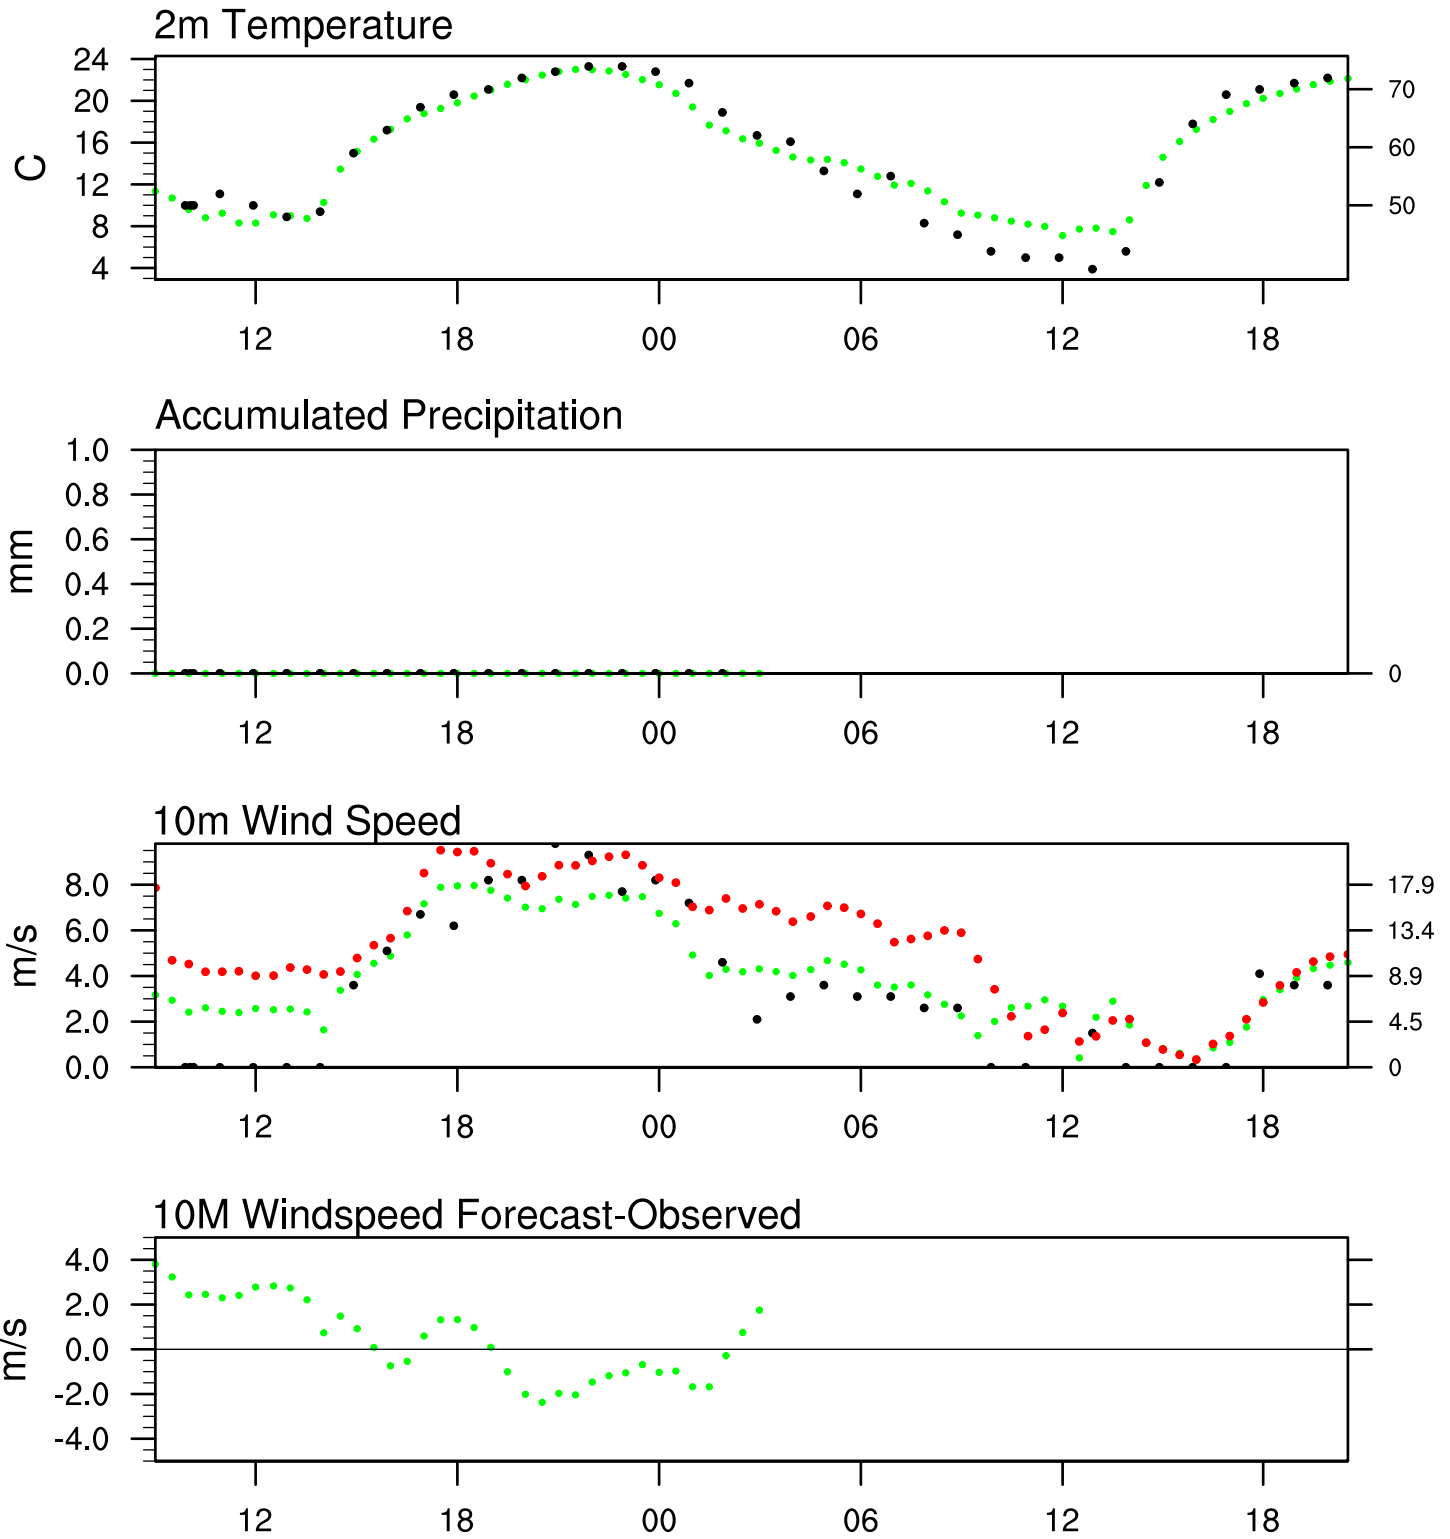 2m Temperature
24
20
16
12
8
4
C
70
60
50
12 18 00 06 12 18
Accumulated Precipitation
1.0
0.8
0.6
0.4
0.2
0.0
mm
0
12 18 00 06 12 18
10m Wind Speed
8.0
6.0
4.0
2.0
0.0
m/s
17.9
13.4
8.9
4.5
0
12 18 00 06 12 18
10M Windspeed Forecast-Observed
4.0
2.0
0.0
-2.0
-4.0
m/s
12 18 00 06 12 18